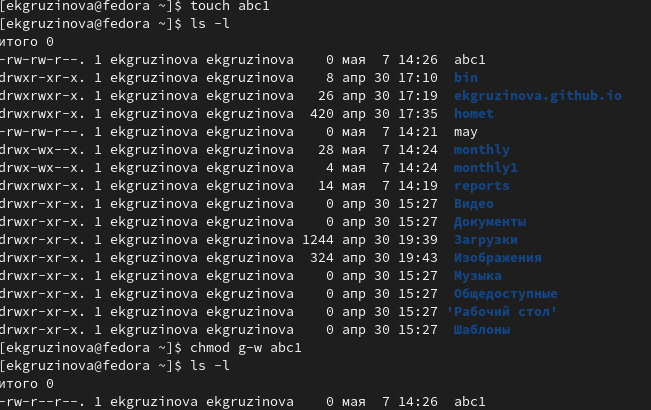 [ekgruzinova@fedora ~]$ touch abc1
[ekgruzinova@fedora ~]$ ls -l
итого 0
-rw-rw-r--. 1 ekgruzinova ekgruzinova    0 мая  7 14:26  abc1
drwxr-xr-x. 1 ekgruzinova ekgruzinova    8 апр 30 17:10  bin
drwxrwxr-x. 1 ekgruzinova ekgruzinova   26 апр 30 17:19  ekgruzinova.github.io
drwxrwxr-x. 1 ekgruzinova ekgruzinova  420 апр 30 17:35  homet
-rw-rw-r--. 1 ekgruzinova ekgruzinova    0 мая  7 14:21  may
drwx-wx--x. 1 ekgruzinova ekgruzinova   28 мая  7 14:24  monthly
drwx-wx--x. 1 ekgruzinova ekgruzinova    4 мая  7 14:24  monthly1
drwxrwxr-x. 1 ekgruzinova ekgruzinova   14 мая  7 14:19  reports
drwxr-xr-x. 1 ekgruzinova ekgruzinova    0 апр 30 15:27  Видео
drwxr-xr-x. 1 ekgruzinova ekgruzinova    0 апр 30 15:27  Документы
drwxr-xr-x. 1 ekgruzinova ekgruzinova 1244 апр 30 19:39  Загрузки
drwxr-xr-x. 1 ekgruzinova ekgruzinova  324 апр 30 19:43  Изображения
drwxr-xr-x. 1 ekgruzinova ekgruzinova    0 апр 30 15:27  Музыка
drwxr-xr-x. 1 ekgruzinova ekgruzinova    0 апр 30 15:27  Общедоступные
drwxr-xr-x. 1 ekgruzinova ekgruzinova    0 апр 30 15:27 'Рабочий стол'
drwxr-xr-x. 1 ekgruzinova ekgruzinova    0 апр 30 15:27  Шаблоны
[ekgruzinova@fedora ~]$ chmod g-w abc1
[ekgruzinova@fedora ~]$ ls -l
итого 0
-rw-r--r--. 1 ekgruzinova ekgruzinova    0 мая  7 14:26  abc1